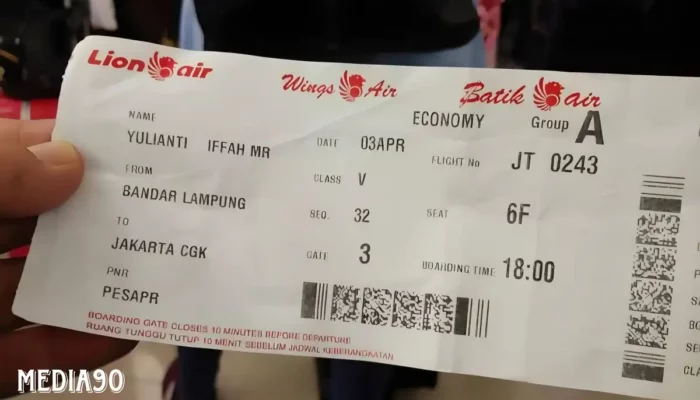 Lion air Wings Air Batik air
ECONOMY Group A
NAME
YULIANTI IFFAH MR
DATE 03APR
FLIGHT No JT 0243
FROM
BANDAR LAMPUNG
CLASS V
TO
JAKARTA CGK
SEQ. 32
SEAT 6F
GATE 3
BOARDING TIME 18:00
PNR
PESAPR
BOARDING GATE CLOSES 10 MINUTES BEFORE DEPARTURE
RUANG TUNGGU TUTUP 10 MENIT SEBELUM JADWAL KEBERANGKATAN
MEDIA90